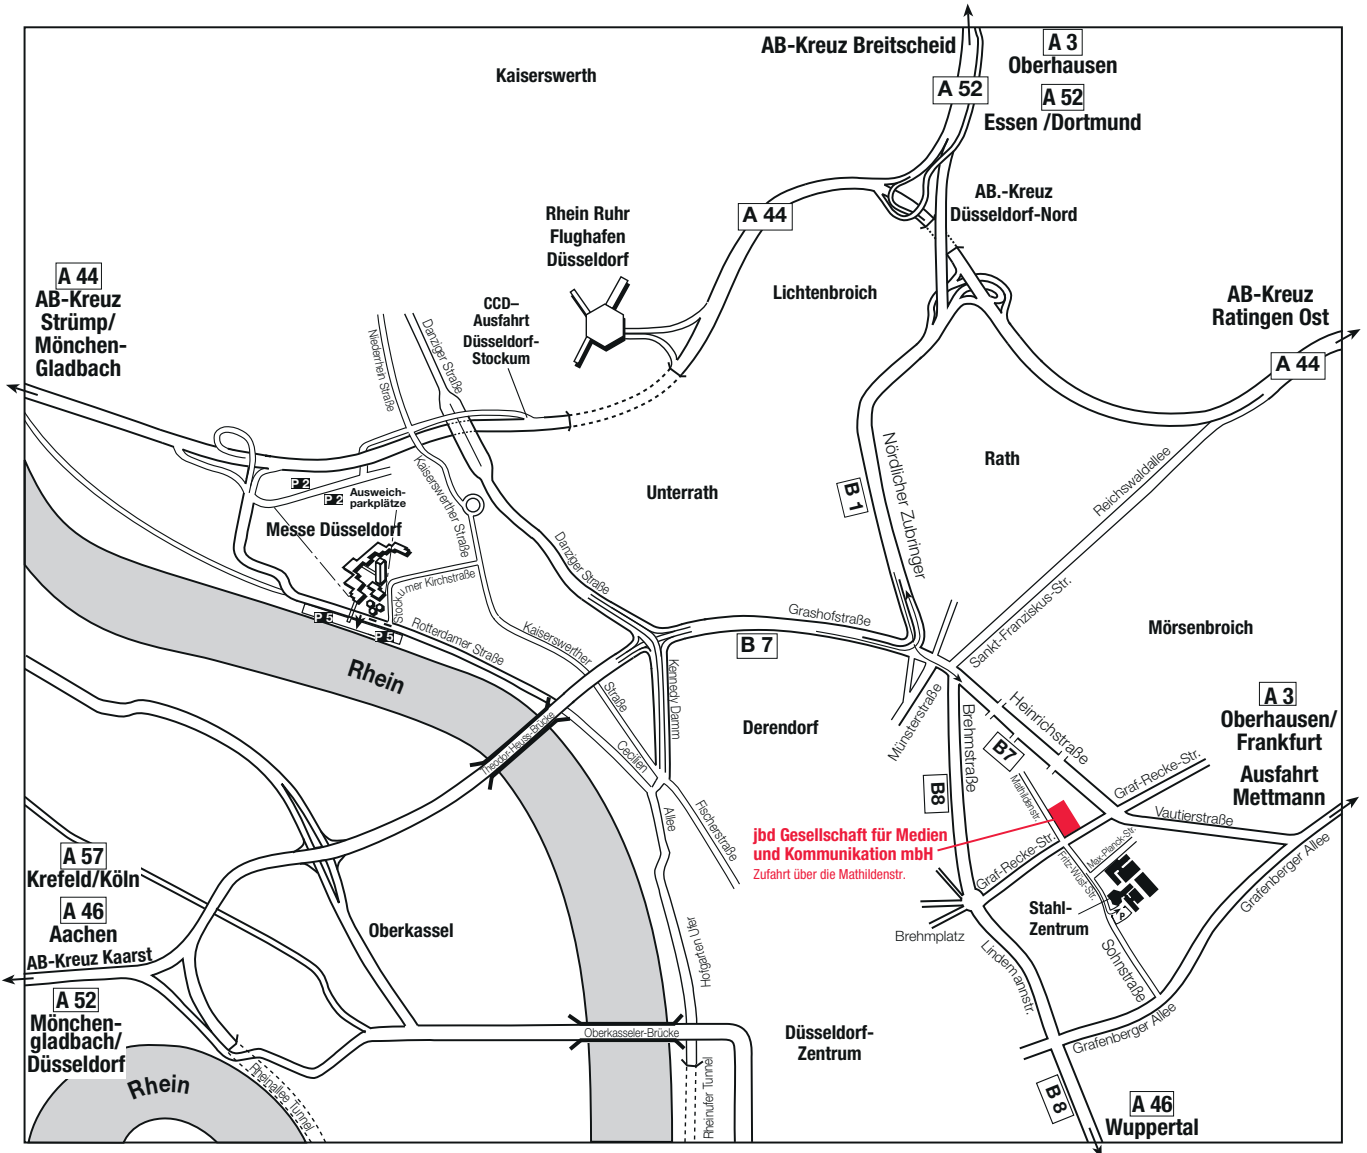 AB-Kreuz Breitscheid
A 3
Oberhausen
A 52
A 52
Essen /Dortmund
Kaiserswerth
AB.-Kreuz
Düsseldorf-Nord
A 44
Rhein Ruhr
Flughafen
Düsseldorf
A 44
AB-Kreuz
Strümp/
Mönchen-
Gladbach
Lichtenbroich
AB-Kreuz
Ratingen Ost
A 44
CCD–
Ausfahrt
Düsseldorf-
Stockum
Niederrhein Straße
Danziger Straße
Rath
Reichswaldallee
Nördlicher Zubringer
B 1
Unterrath
Kaiserswerther Straße
P 2
P 2
Ausweich-
parkplätze
Messe Düsseldorf
Danziger Straße
Stockumer Kirchstraße
P 5
P 5
Rotterdamer Straße
Kaiserswerther
Straße
Grashofstraße
B 7
Sankt-Franziskus-Str.
Mörsenbroich
Rhein
Kennedy Damm
Münsterstraße
Brehmstraße
Heinrichstraße
A 3
Oberhausen/
Frankfurt
Ausfahrt
Mettmann
Derendorf
B7
B8
Theodor-Heuss-Brücke
Cecilien
Allee
Fischerstraße
Mathildenstr.
Graf-Recke-Str.
Vautierstraße
jbd Gesellschaft für Medien
und Kommunikation mbH
Zufahrt über die Mathildenstr.
Graf-Recke-Str.
Fritz-Wüst-Str.
Max-Planck-Str.
Grafenberger Allee
A 57
Krefeld/Köln
A 46
Aachen
AB-Kreuz Kaarst
A 52
Mönchen-
gladbach/
Düsseldorf
Oberkassel
Hofgarten Ufer
Brehmplatz
Stahl-
Zentrum
P
Lindemannstr.
Sohnstraße
Grafenberger Allee
Oberkasseler-Brücke
Düsseldorf-
Zentrum
Rhein
Rheinallee Tunnel
Rheinufer Tunnel
B 8
A 46
Wuppertal